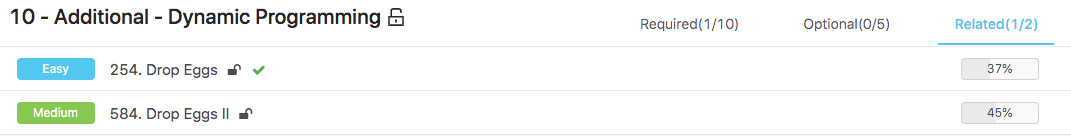 10 - Additional - Dynamic Programming Required(1/10) Optional(0/5) Related(1/2)
Easy 254. Drop Eggs 37%
Medium 584. Drop Eggs II 45%